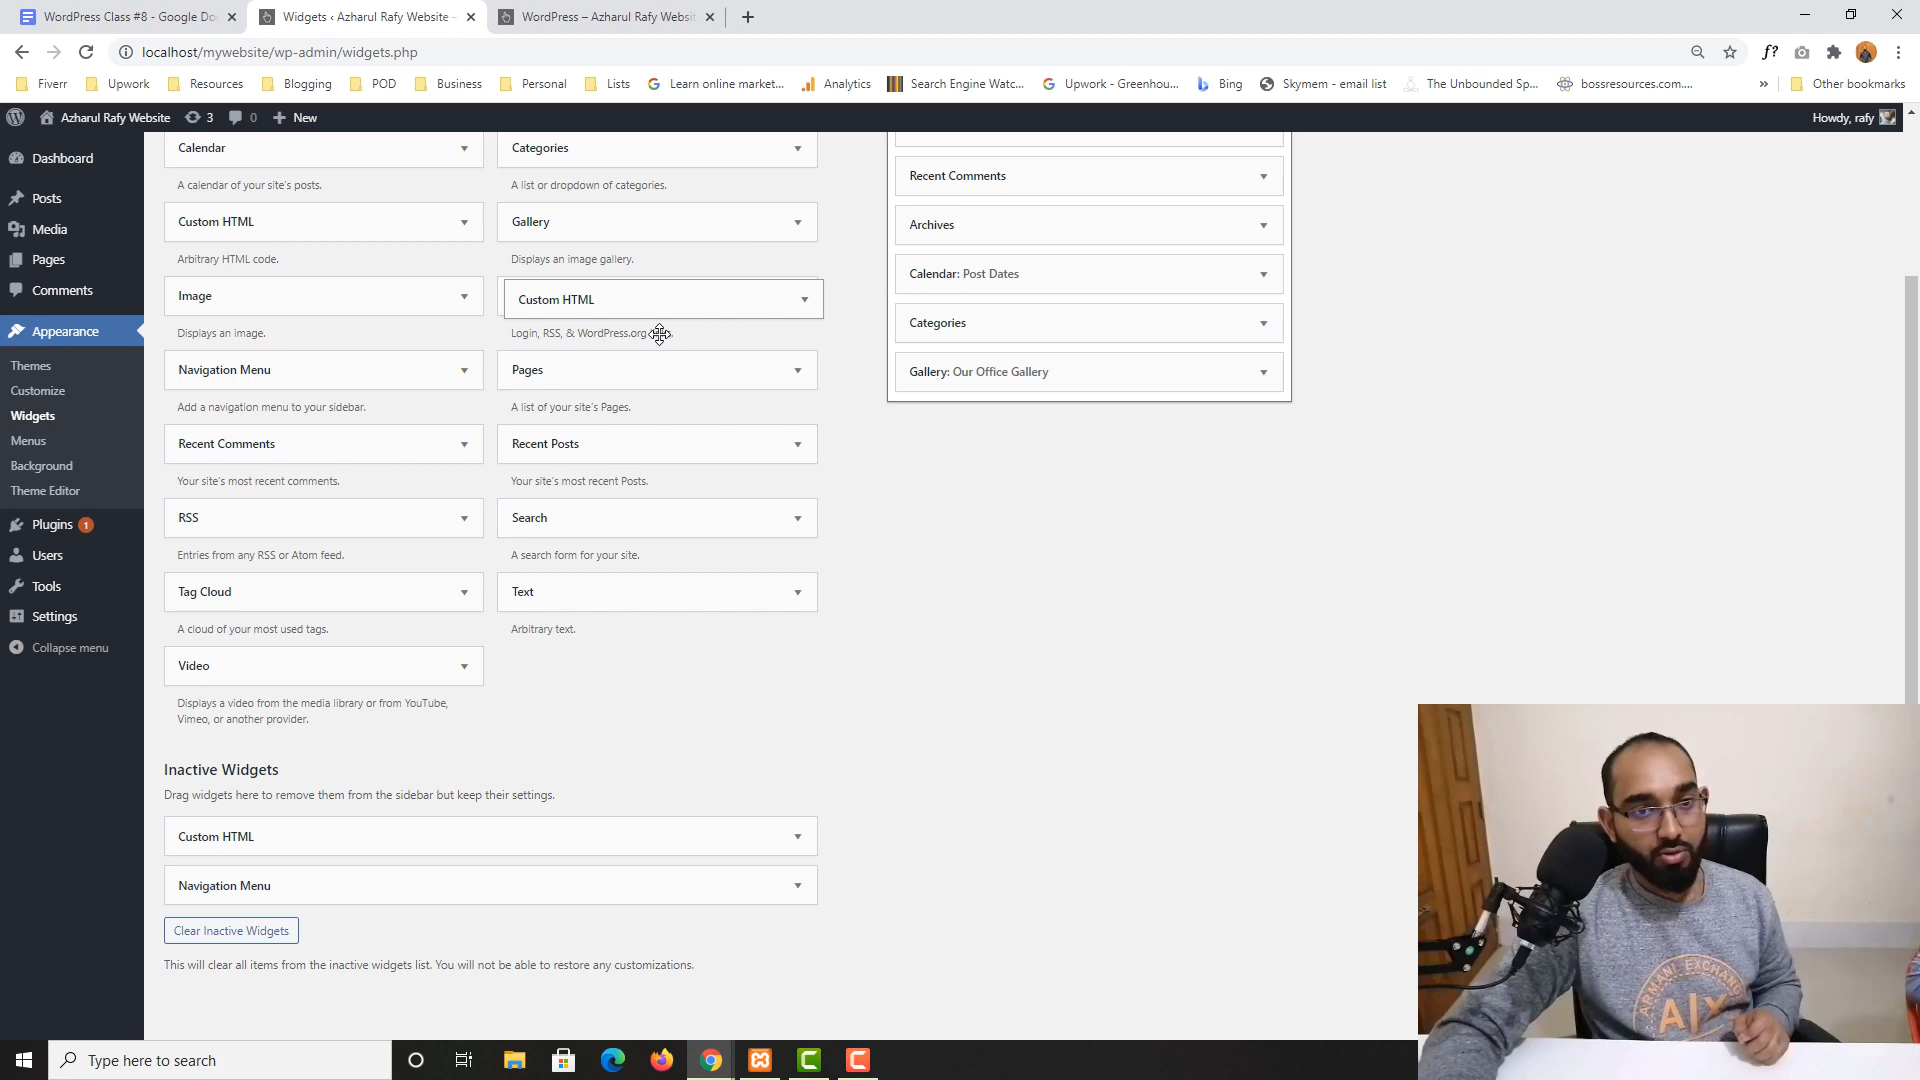 WordPress Class #8 - Google Do
Widgets ‹ Azharul Rafy Website –
WordPress – Azharul Rafy Websit
localhost/mywebsite/wp-admin/widgets.php
f?
Fiverr
Upwork
Resources
Blogging
POD
Business
Personal
Lists
Learn online market...
Analytics
Search Engine Watc...
Upwork - Greenhou...
Bing
Skymem - email list
The Unbounded Sp...
bossresources.com....
»
Other bookmarks
Azharul Rafy Website
3
0
New
Howdy, rafy
Dashboard
Posts
Media
Pages
Comments
Appearance
Themes
Customize
Widgets
Menus
Background
Theme Editor
Plugins 1
Users
Tools
Settings
Collapse menu
Calendar
A calendar of your site's posts.
Categories
A list or dropdown of categories.
Custom HTML
Arbitrary HTML code.
Gallery
Displays an image gallery.
Image
Displays an image.
Custom HTML
Login, RSS, & WordPress.org
Navigation Menu
Add a navigation menu to your sidebar.
Pages
A list of your site's Pages.
Recent Comments
Your site's most recent comments.
Recent Posts
Your site's most recent Posts.
RSS
Entries from any RSS or Atom feed.
Search
A search form for your site.
Tag Cloud
A cloud of your most used tags.
Text
Arbitrary text.
Video
Displays a video from the media library or from YouTube,
Vimeo, or another provider.
Recent Comments
Archives
Calendar: Post Dates
Categories
Gallery: Our Office Gallery
Inactive Widgets
Drag widgets here to remove them from the sidebar but keep their settings.
Custom HTML
Navigation Menu
Clear Inactive Widgets
This will clear all items from the inactive widgets list. You will not be able to restore any customizations.
ARMANI EXCHANGE
A|X
Type here to search